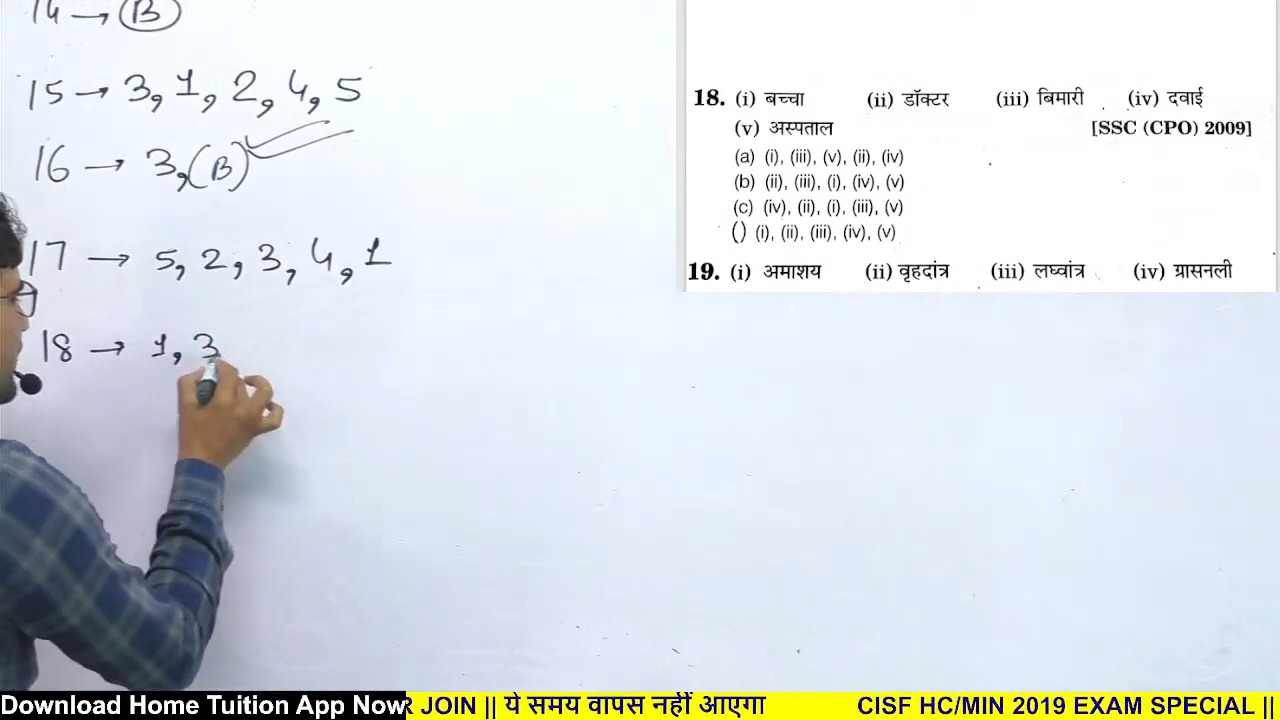 14 → B
15 → 3, 1, 2, 4, 5
16 → 3, (B)
17 → 5, 2, 3, 4, 1
18 → 1, 3
18. (i) बच्चा (ii) डॉक्टर (iii) बिमारी (iv) दवाई
(v) अस्पताल [SSC (CPO) 2009]
(a) (i), (iii), (v), (ii), (iv)
(b) (ii), (iii), (i), (iv), (v)
(c) (iv), (ii), (i), (iii), (v)
() (i), (ii), (iii), (iv), (v)
19. (i) अमाशय (ii) वृहदांत्र (iii) लघ्वांत्र (iv) ग्रासनली
Download Home Tuition App Now R JOIN || ये समय वापस नहीं आएगा CISF HC/MIN 2019 EXAM SPECIAL ||